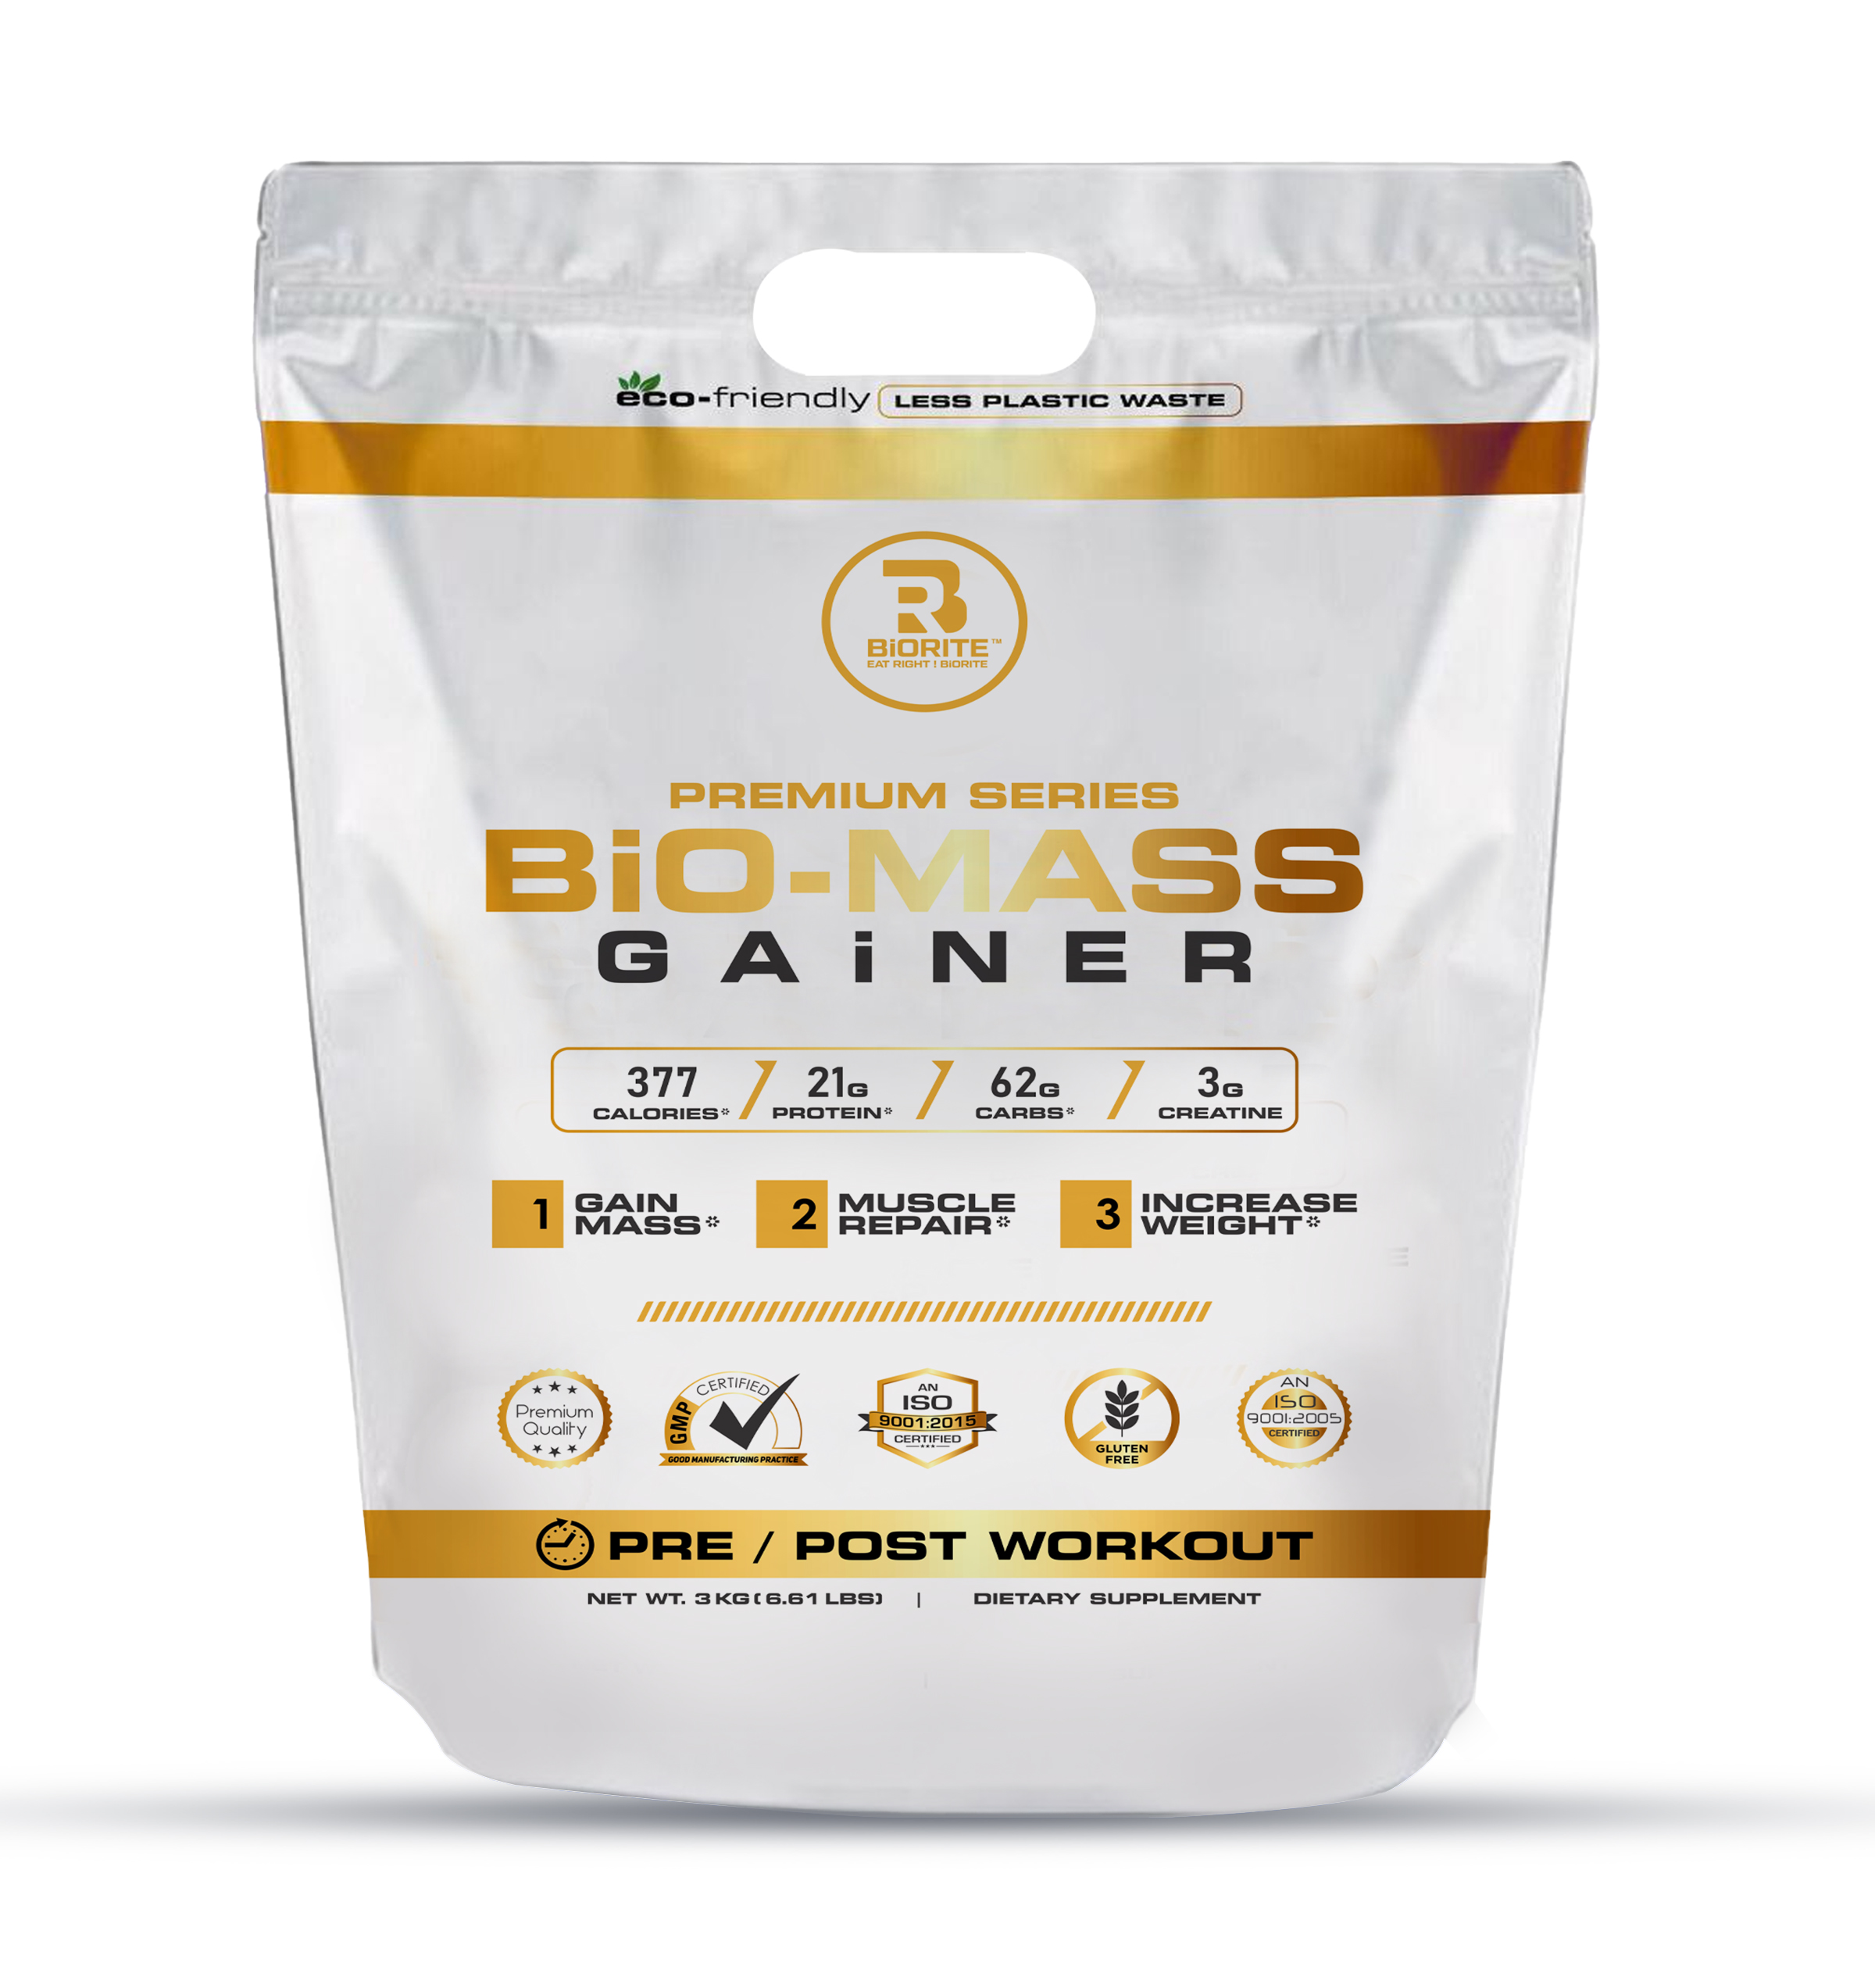 eco-friendly LESS PLASTIC WASTE
BiORITE™
EAT RIGHT ! BiORITE
PREMIUM SERIES
BiO-MASS
GAiNER
377 21G 62G 3G
CALORIES* PROTEIN* CARBS* CREATINE
1 GAIN MASS*
2 MUSCLE REPAIR*
3 INCREASE WEIGHT*
Premium
Quality
CERTIFIED
GMP
GOOD MANUFACTURING PRACTICE
AN
ISO
9001:2015
CERTIFIED
GLUTEN
FREE
AN
ISO
9001:2005
CERTIFIED
PRE / POST WORKOUT
NET WT. 3KG (6.61 LBS) | DIETARY SUPPLEMENT